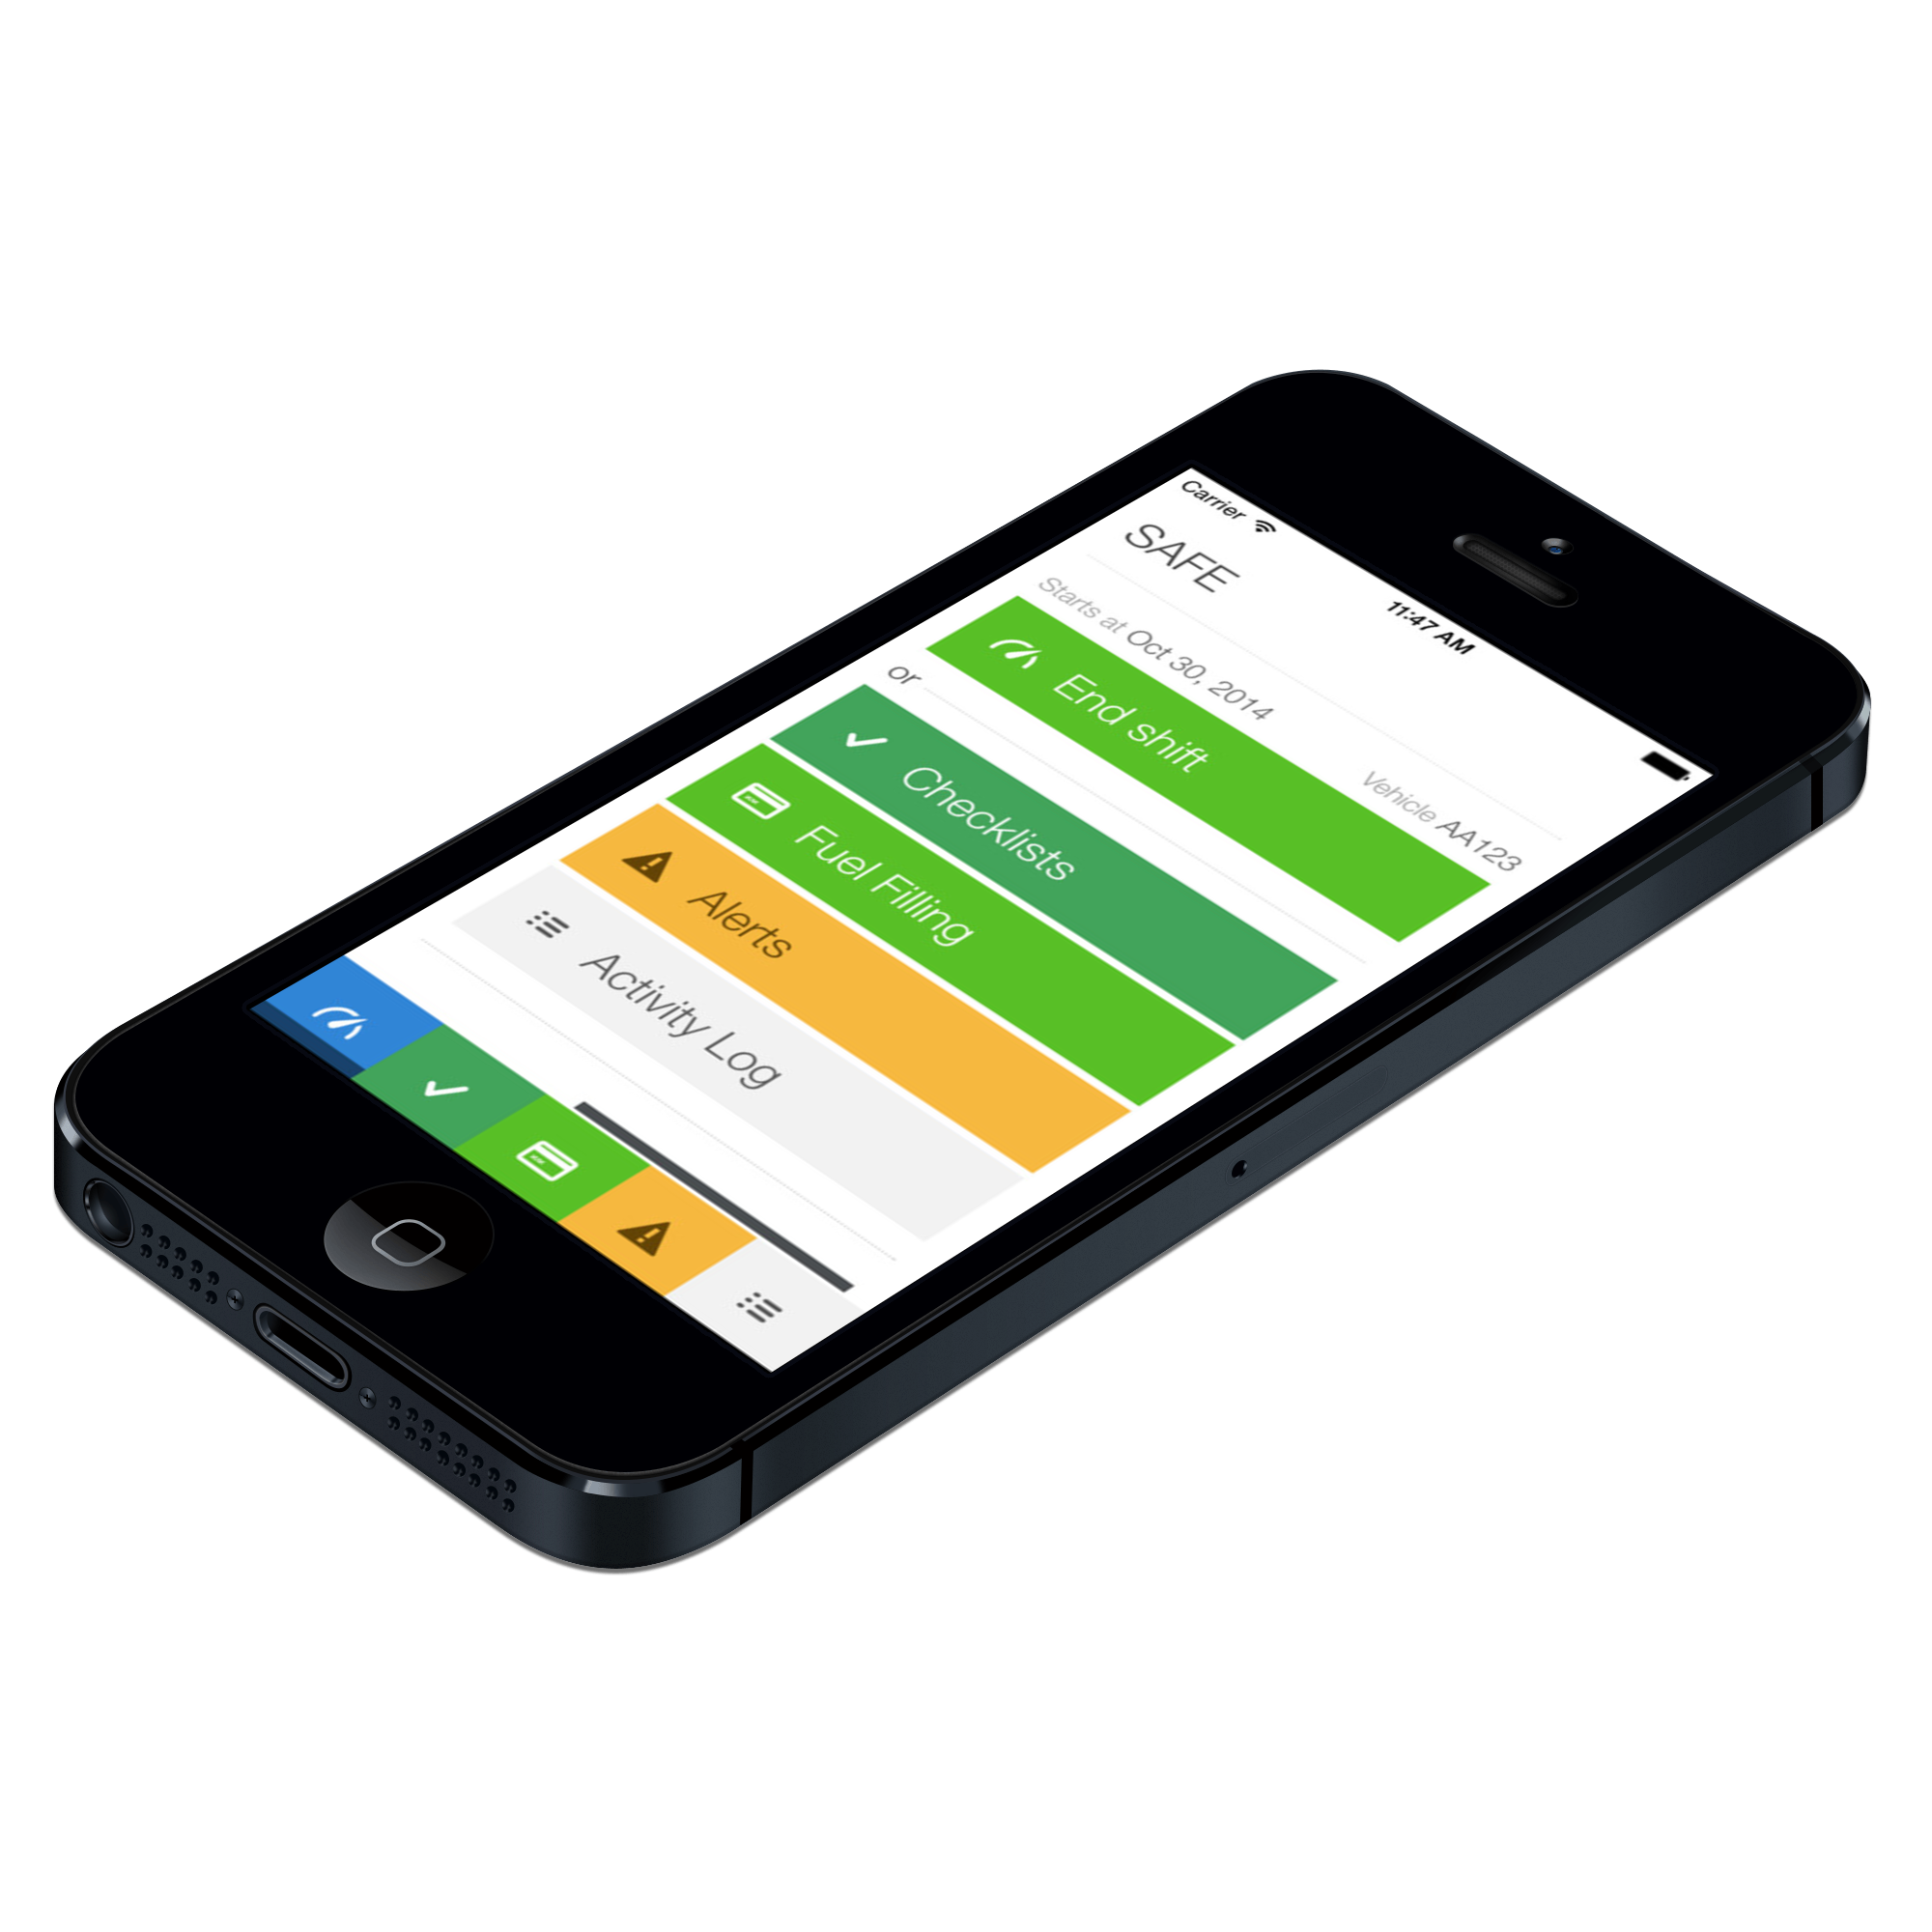 Carrier 11:47 AM
SAFE
Starts at Oct 30, 2014 Vehicle AA123
End shift
or
Checklists
Fuel Filling
Alerts
Activity Log